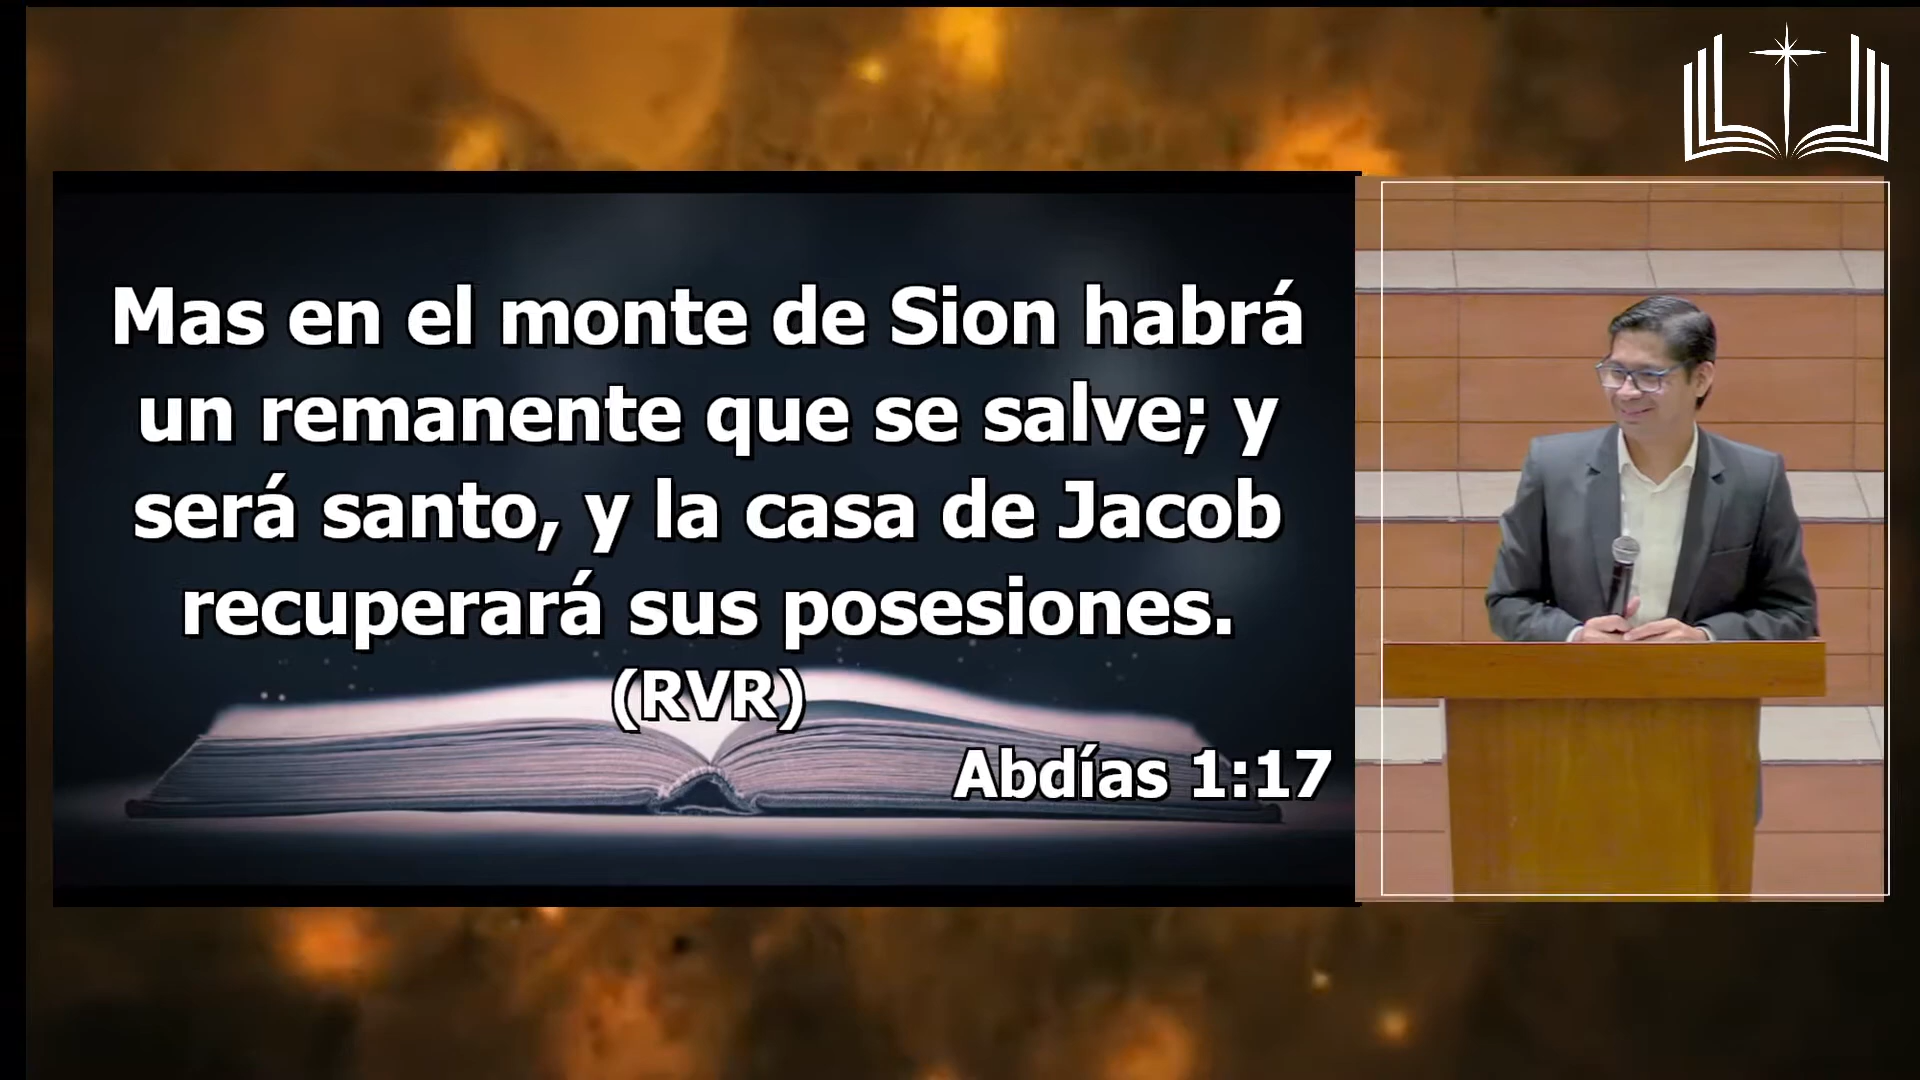 Mas en el monte de Sion habrá
un remanente que se salve; y
será santo, y la casa de Jacob
recuperará sus posesiones.
(RVR)
Abdías 1:17